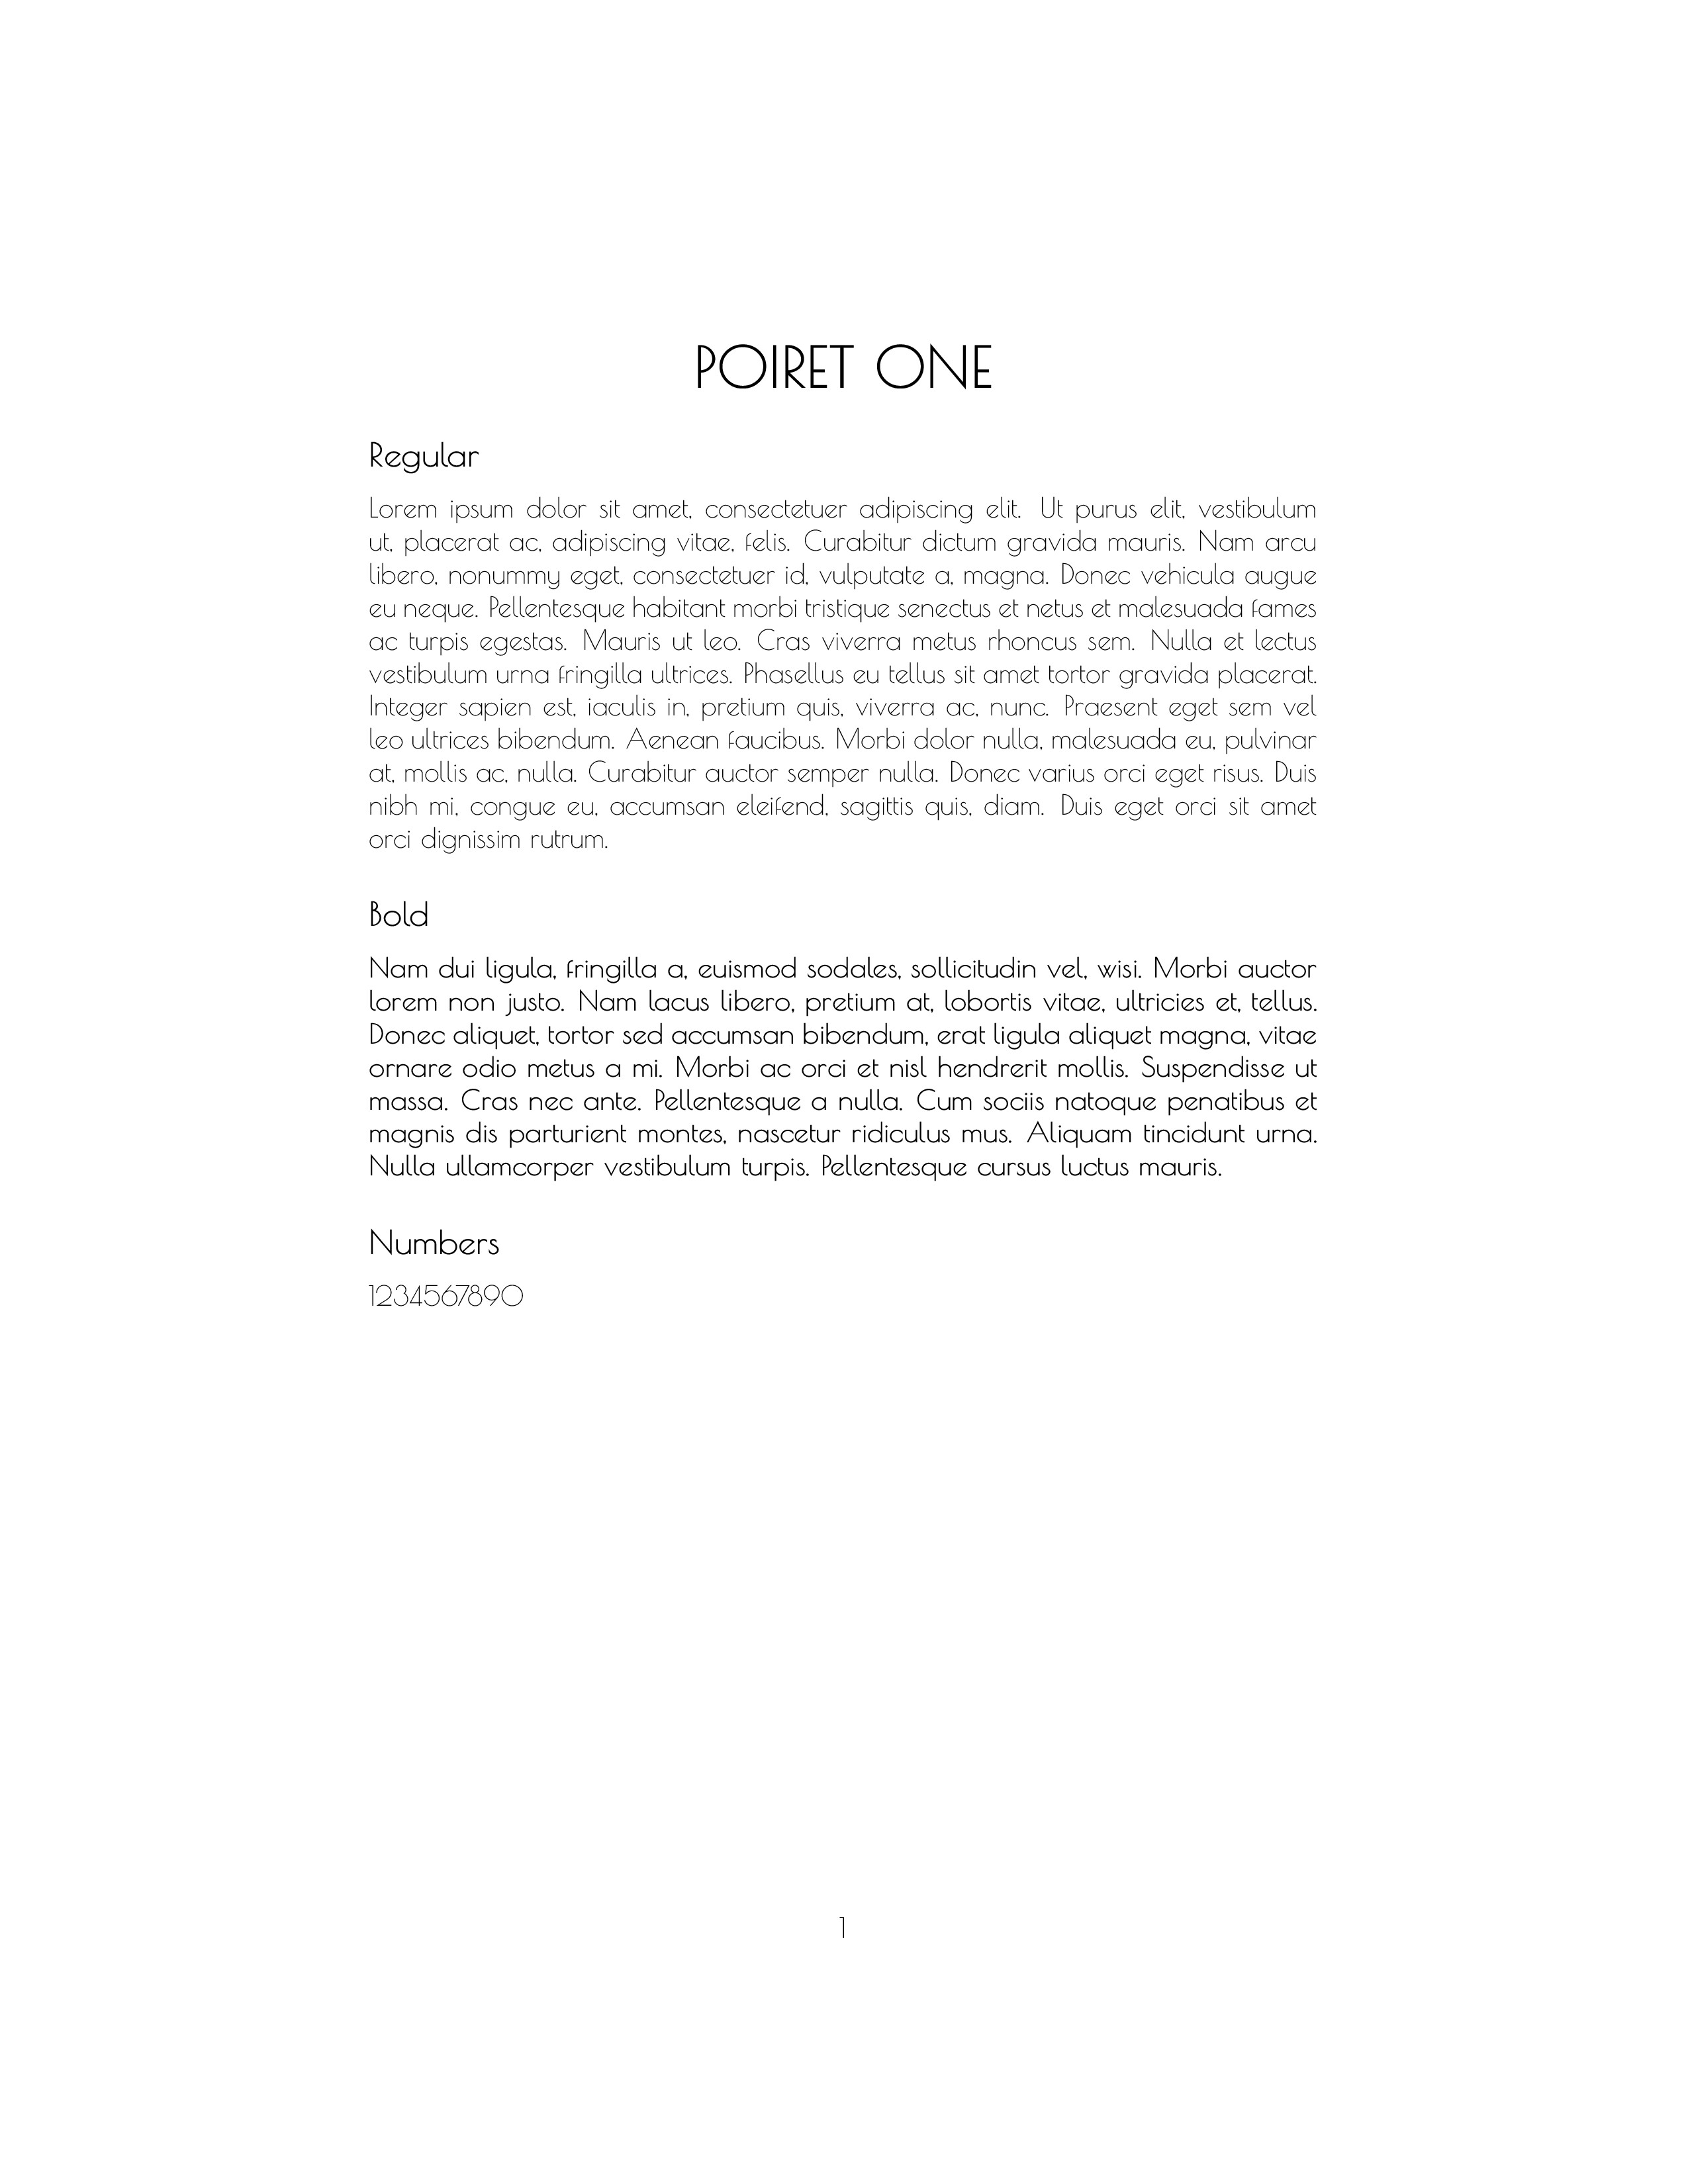 POIRET ONE
Regular
Lorem ipsum dolor sit amet, consectetuer adipiscing elit. Ut purus elit, vestibulum
ut, placerat ac, adipiscing vitae, felis. Curabitur dictum gravida mauris. Nam arcu
libero, nonummy eget, consectetuer id, vulputate a, magna. Donec vehicula augue
eu neque. Pellentesque habitant morbi tristique senectus et netus et malesuada fames
ac turpis egestas. Mauris ut leo. Cras viverra metus rhoncus sem. Nulla et lectus
vestibulum urna fringilla ultrices. Phasellus eu tellus sit amet tortor gravida placerat.
Integer sapien est, iaculis in, pretium quis, viverra ac, nunc. Praesent eget sem vel
leo ultrices bibendum. Aenean faucibus. Morbi dolor nulla, malesuada eu, pulvinar
at, mollis ac, nulla. Curabitur auctor semper nulla. Donec varius orci eget risus. Duis
nibh mi, congue eu, accumsan eleifend, sagittis quis, diam. Duis eget orci sit amet
orci dignissim rutrum.
Bold
Nam dui ligula, fringilla a, euismod sodales, sollicitudin vel, wisi. Morbi auctor
lorem non justo. Nam lacus libero, pretium at, lobortis vitae, ultricies et, tellus.
Donec aliquet, tortor sed accumsan bibendum, erat ligula aliquet magna, vitae
ornare odio metus a mi. Morbi ac orci et nisl hendrerit mollis. Suspendisse ut
massa. Cras nec ante. Pellentesque a nulla. Cum sociis natoque penatibus et
magnis dis parturient montes, nascetur ridiculus mus. Aliquam tincidunt urna.
Nulla ullamcorper vestibulum turpis. Pellentesque cursus luctus mauris.
Numbers
1234567890
1